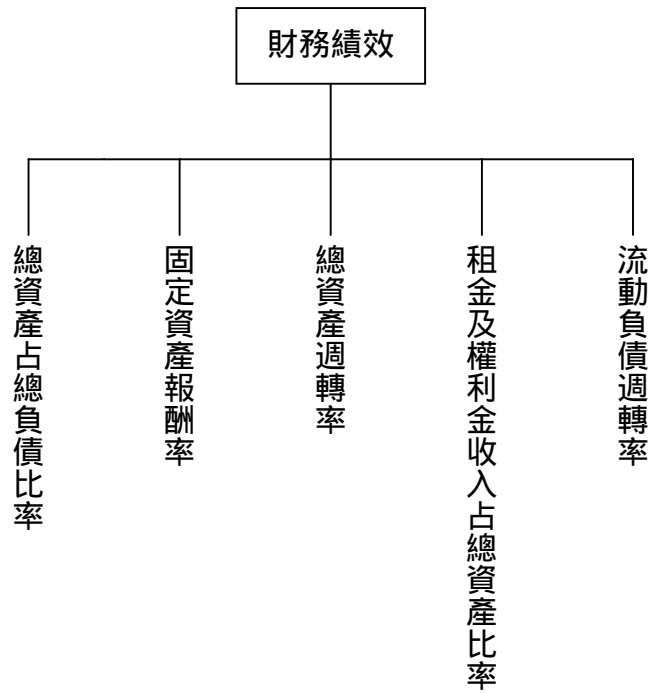 財務績效
總資產占總負債比率
固定資產報酬率
總資產週轉率
租金及權利金收入占總資產比率
流動負債週轉率